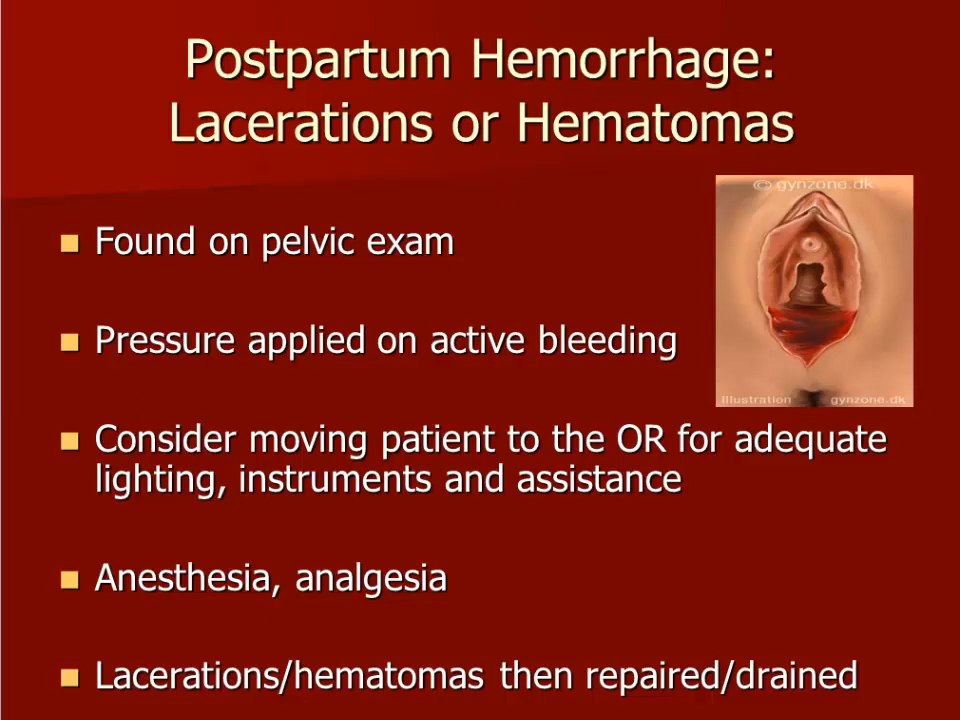 Postpartum Hemorrhage:
Lacerations or Hematomas
© gynzone.dk
Found on pelvic exam
Pressure applied on active bleeding
Illustration gynzone.dk
Consider moving patient to the OR for adequate
lighting, instruments and assistance
Anesthesia, analgesia
Lacerations/hematomas then repaired/drained